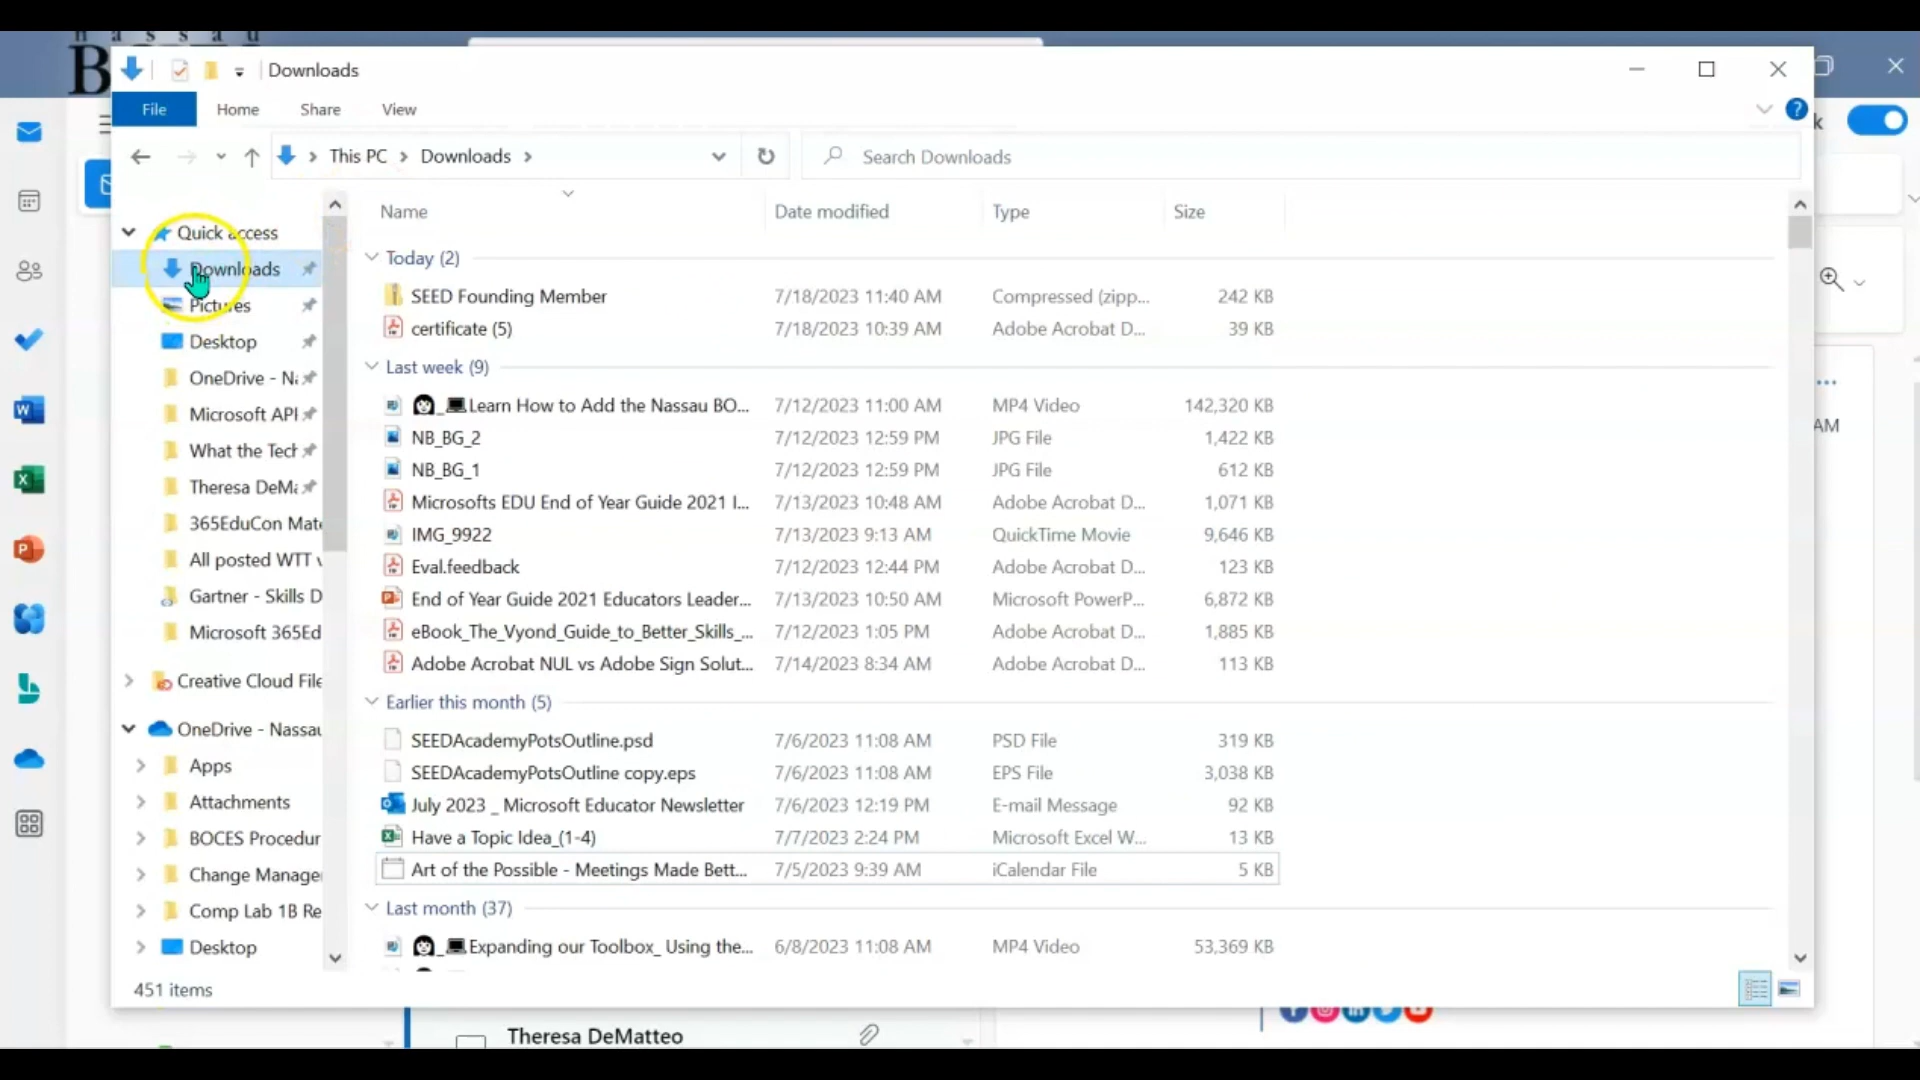 nassau
B
Downloads
File Home Share View
This PC Downloads Search Downloads
k
Quick access
Downloads
Pictures
Desktop
OneDrive - Na
Microsoft API
What the Tech
Theresa DeMa
365EduCon Mate
All posted WTT v
Gartner - Skills D
Microsoft 365Ed
Creative Cloud File
OneDrive - Nassau
Apps
Attachments
BOCES Procedur
Change Manage
Comp Lab 1B Re
Desktop
Name Date modified Type Size
Today (2)
SEED Founding Member 7/18/2023 11:40 AM Compressed (zipp... 242 KB
certificate (5) 7/18/2023 10:39 AM Adobe Acrobat D... 39 KB
Last week (9)
_Learn How to Add the Nassau BO... 7/12/2023 11:00 AM MP4 Video 142,320 KB
NB_BG_2 7/12/2023 12:59 PM JPG File 1,422 KB
NB_BG_1 7/12/2023 12:59 PM JPG File 612 KB
Microsofts EDU End of Year Guide 2021 I... 7/13/2023 10:48 AM Adobe Acrobat D... 1,071 KB
IMG_9922 7/13/2023 9:13 AM QuickTime Movie 9,646 KB
Eval.feedback 7/12/2023 12:44 PM Adobe Acrobat D... 123 KB
End of Year Guide 2021 Educators Leader... 7/13/2023 10:50 AM Microsoft PowerP... 6,872 KB
eBook_The_Vyond_Guide_to_Better_Skills_... 7/12/2023 1:05 PM Adobe Acrobat D... 1,885 KB
Adobe Acrobat NUL vs Adobe Sign Solut... 7/14/2023 8:34 AM Adobe Acrobat D... 113 KB
Earlier this month (5)
SEEDAcademyPotsOutline.psd 7/6/2023 11:08 AM PSD File 319 KB
SEEDAcademyPotsOutline copy.eps 7/6/2023 11:08 AM EPS File 3,038 KB
July 2023 _ Microsoft Educator Newsletter 7/6/2023 12:19 PM E-mail Message 92 KB
Have a Topic Idea_(1-4) 7/7/2023 2:24 PM Microsoft Excel W... 13 KB
Art of the Possible - Meetings Made Bett... 7/5/2023 9:39 AM iCalendar File 5 KB
Last month (37)
_Expanding our Toolbox_ Using the... 6/8/2023 11:08 AM MP4 Video 53,369 KB
AM
451 items
Theresa DeMatteo